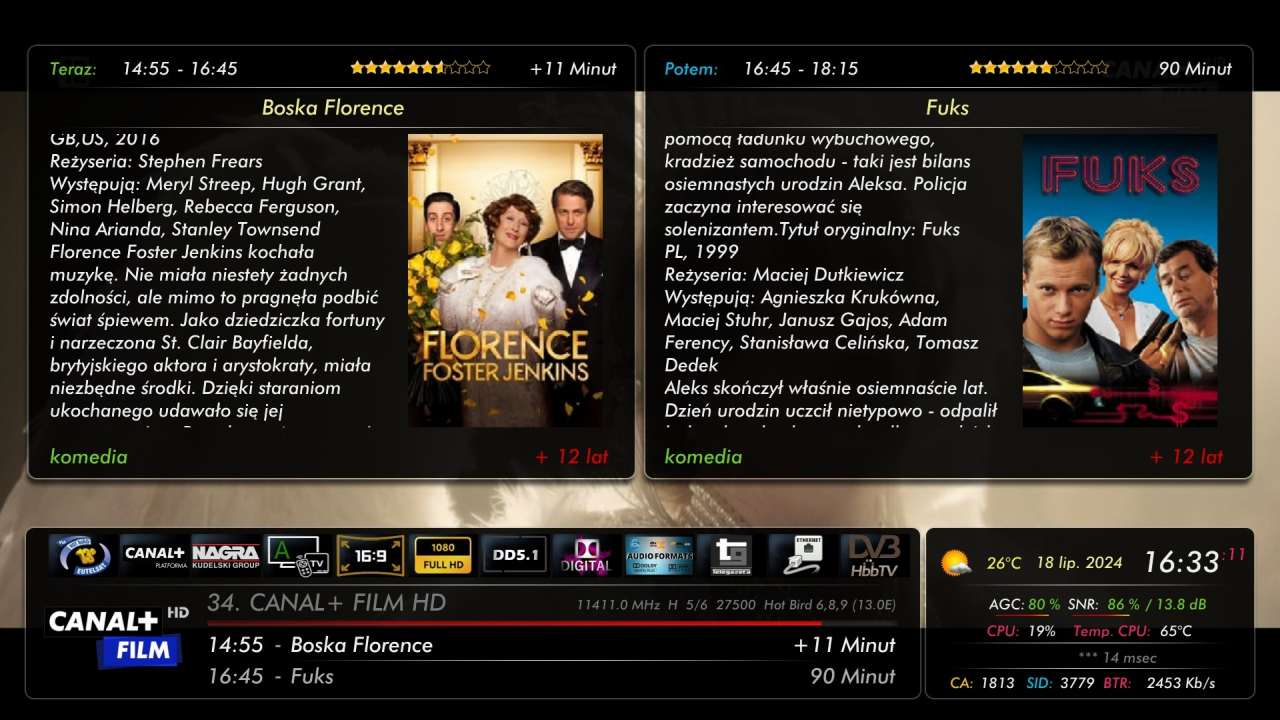 Teraz: 14:55 - 16:45 +11 Minut
Boska Florence
GB,US, 2016
Reżyseria: Stephen Frears
Występują: Meryl Streep, Hugh Grant,
Simon Helberg, Rebecca Ferguson,
Nina Arianda, Stanley Townsend
Florence Foster Jenkins kochała
muzykę. Nie miała niestety żadnych
zdolności, ale mimo to pragnęła podbić
świat śpiewem. Jako dziedziczka fortuny
i narzeczona St. Clair Bayfielda,
brytyjskiego aktora i arystokraty, miała
niezbędne środki. Dzięki staraniom
ukochanego udawało się jej
FLORENCE
FOSTER JENKINS
komedia + 12 lat
Potem: 16:45 - 18:15 90 Minut
Fuks
pomocą ładunku wybuchowego,
kradzież samochodu - taki jest bilans
osiemnastych urodzin Aleksa. Policja
zaczyna interesować się
solenizantem.Tytuł oryginalny: Fuks
PL, 1999
Reżyseria: Maciej Dutkiewicz
Występują: Agnieszka Krukówna,
Maciej Stuhr, Janusz Gajos, Adam
Ferency, Stanisława Celińska, Tomasz
Dedek
Aleks skończył właśnie osiemnaście lat.
Dzień urodzin uczcił nietypowo - odpalił
FUKS
komedia + 12 lat
CANAL+ PLATFORMA
NAGRA KUDELSKI GROUP
A TV
16:9
1080 FULL HD
DD5.1
DIGITAL
AUDIO FORMATS
tg telegazeta
ETHERNET
DVB HbbTV
CANAL+ HD
FILM
34. CANAL+ FILM HD 11411.0 MHz H 5/6 27500 Hot Bird 6,8,9 (13.0E)
14:55 - Boska Florence +11 Minut
16:45 - Fuks 90 Minut
26°C 18 lip. 2024 16:33:11
AGC: 80 % SNR: 86 % / 13.8 dB
CPU: 19% Temp. CPU: 65°C
*** 14 msec
CA: 1813 SID: 3779 BTR: 2453 Kb/s